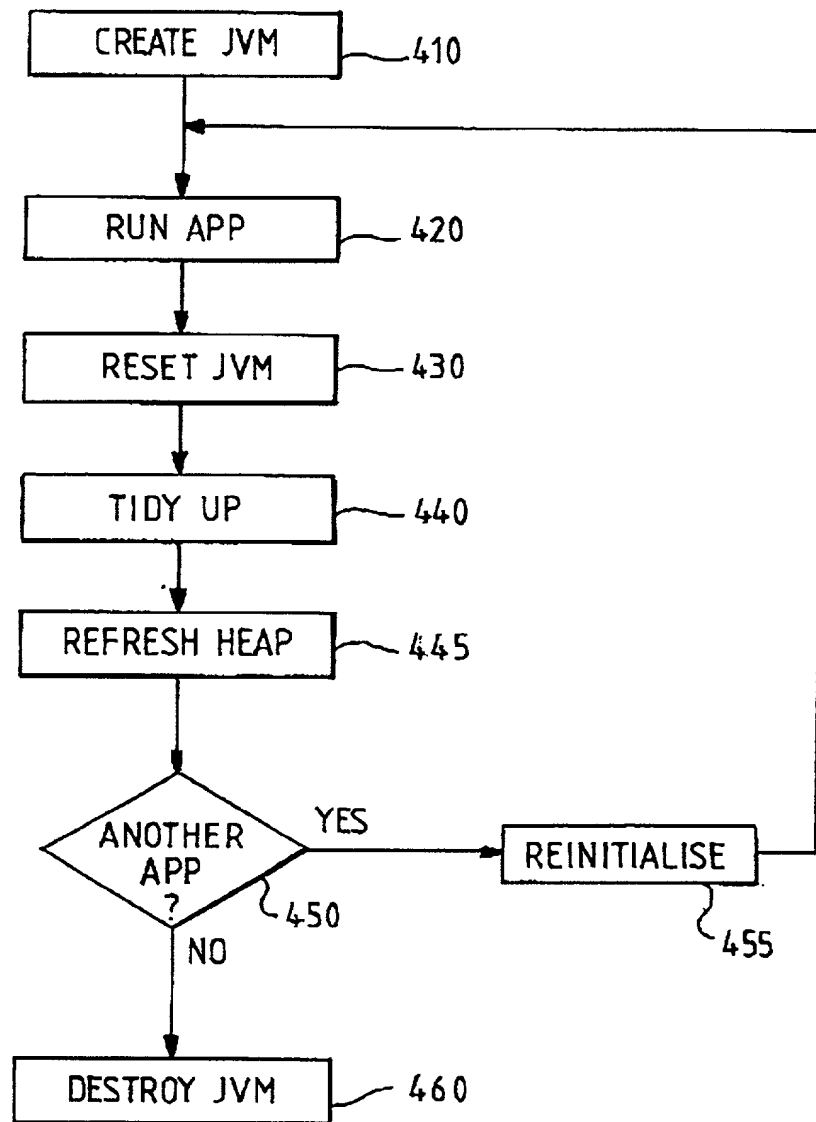 CREATE JVM
410
RUN APP
420
RESET JVM
430
TIDY UP
440
REFRESH HEAP
445
ANOTHER
APP
?
450
YES
REINITIALISE
455
NO
DESTROY JVM
460